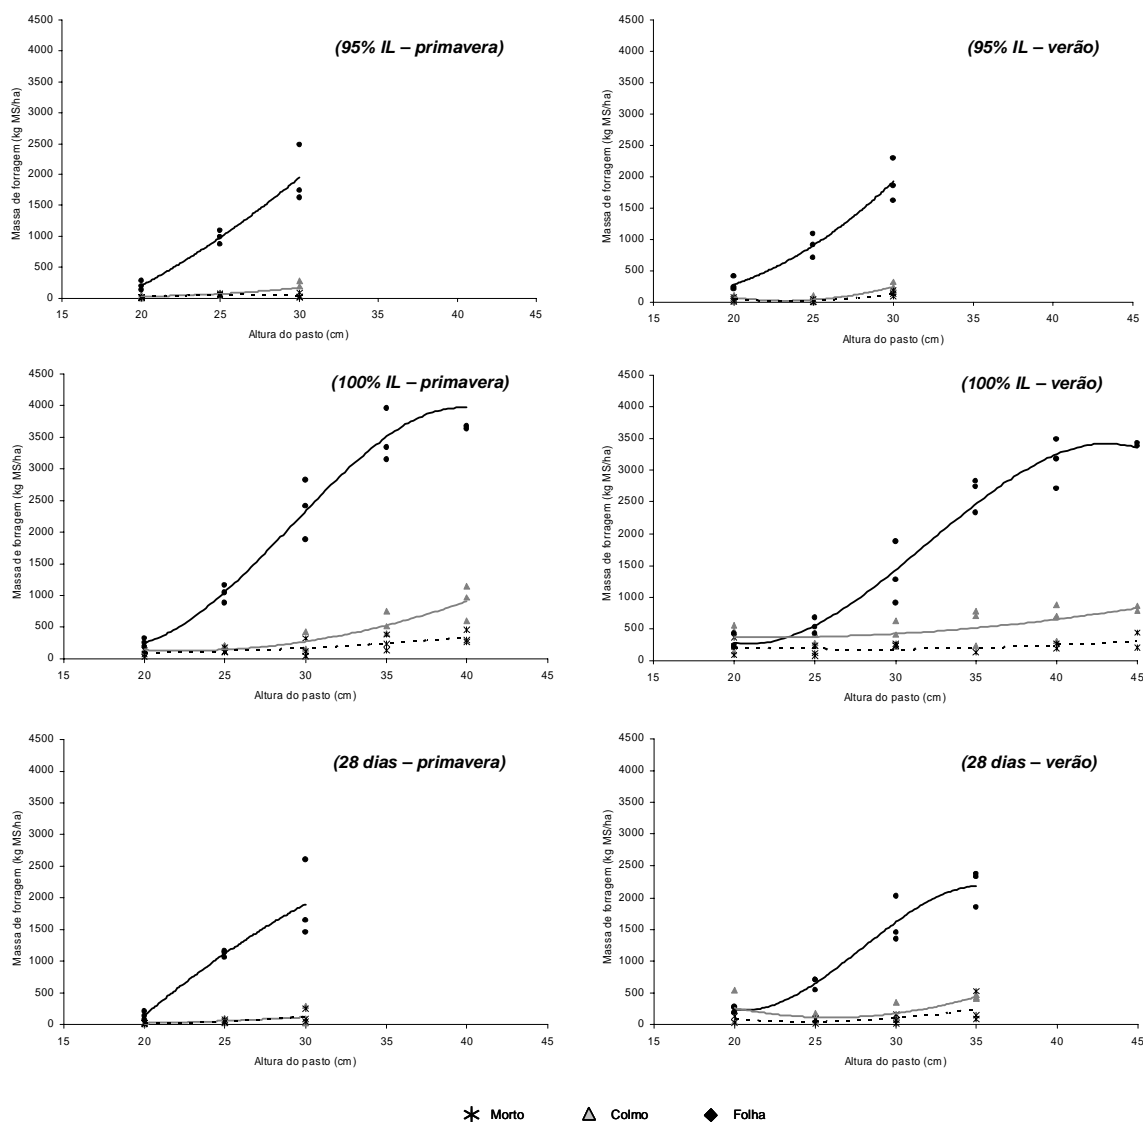 (95% IL – primavera)
Massa de forragem (kg MS/ha)
4500
4000
3500
3000
2500
2000
1500
1000
500
0
15 20 25 30 35 40 45
Altura do pasto (cm)
(95% IL – verão)
Massa de forragem (kg MS/ha)
4500
4000
3500
3000
2500
2000
1500
1000
500
0
15 20 25 30 35 40 45
Altura do pasto (cm)
(100% IL – primavera)
Massa de forragem (kg MS/ha)
4500
4000
3500
3000
2500
2000
1500
1000
500
0
15 20 25 30 35 40 45
Altura do pasto (cm)
(100% IL – verão)
Massa de forragem (kg MS/ha)
4500
4000
3500
3000
2500
2000
1500
1000
500
0
15 20 25 30 35 40 45
Altura do pasto (cm)
(28 dias – primavera)
Massa de forragem (kg MS/ha)
4500
4000
3500
3000
2500
2000
1500
1000
500
0
15 20 25 30 35 40 45
Altura do pasto (cm)
(28 dias – verão)
Massa de forragem (kg MS/ha)
4500
4000
3500
3000
2500
2000
1500
1000
500
0
15 20 25 30 35 40 45
Altura do pasto (cm)
Morto Colmo Folha